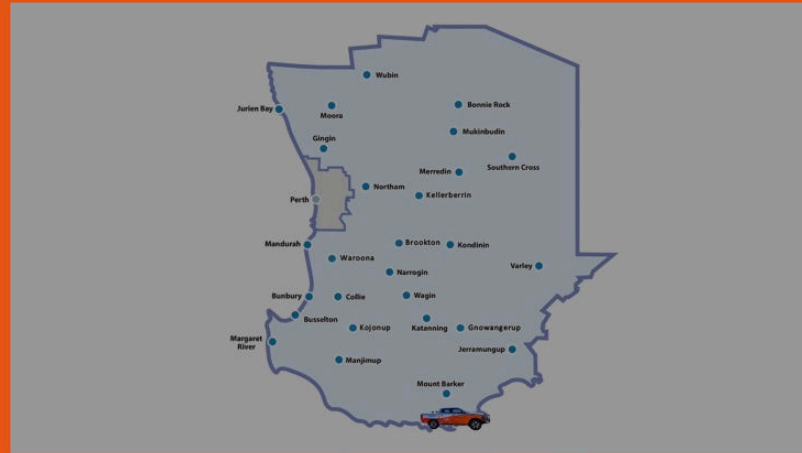 Wubin
Jurien Bay
Moora
Bonnie Rock
Gingin
Mukinbudin
Merredin
Southern Cross
Northam
Kellerberrin
Perth
Mandurah
Brookton
Kondinin
Waroona
Varley
Narrogin
Bunbury
Collie
Wagin
Busselton
Kojonup
Katanning
Gnowangerup
Margaret
River
Jerramungup
Manjimup
Mount Barker